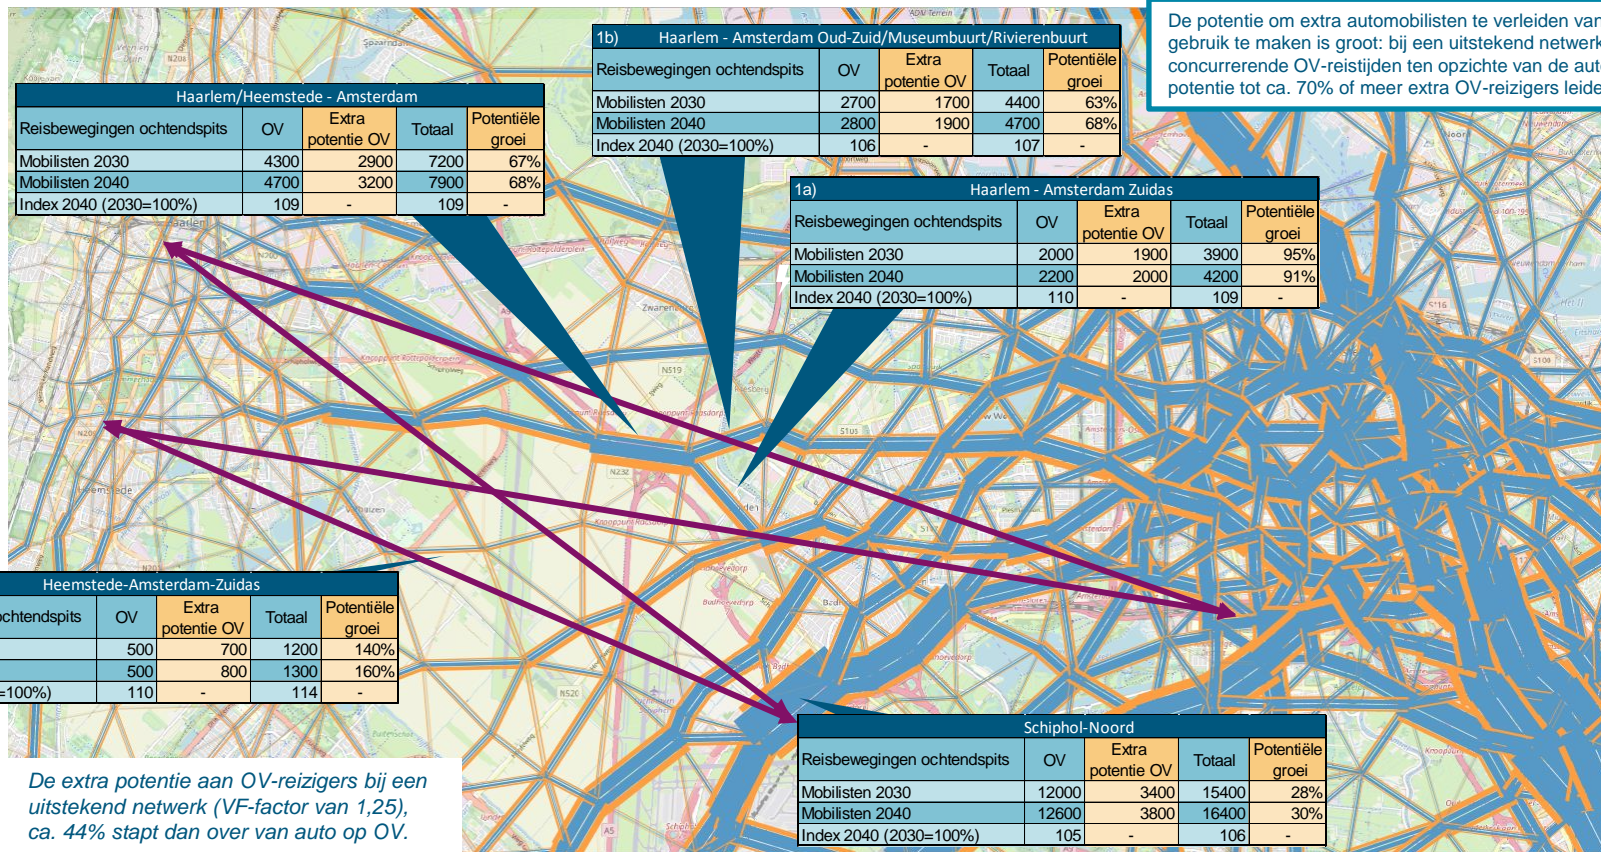 De potentie om extra automobilisten te verleiden van
gebruik te maken is groot: bij een uitstekend netwerk
concurrerende OV-reistijden ten opzichte van de aut
potentie tot ca. 70% of meer extra OV-reizigers leide
1b) Haarlem - Amsterdam Oud-Zuid/Museumbuurt/Rivierenbuurt
Reisbewegingen ochtendspits OV Extra potentie OV Totaal Potentiële groei
Mobilisten 2030 2700 1700 4400 63%
Mobilisten 2040 2800 1900 4700 68%
Index 2040 (2030=100%) 106 - 107 -
Haarlem/Heemstede - Amsterdam
Reisbewegingen ochtendspits OV Extra potentie OV Totaal Potentiële groei
Mobilisten 2030 4300 2900 7200 67%
Mobilisten 2040 4700 3200 7900 68%
Index 2040 (2030=100%) 109 - 109 -
1a) Haarlem - Amsterdam Zuidas
Reisbewegingen ochtendspits OV Extra potentie OV Totaal Potentiële groei
Mobilisten 2030 2000 1900 3900 95%
Mobilisten 2040 2200 2000 4200 91%
Index 2040 (2030=100%) 110 - 109 -
Heemstede-Amsterdam-Zuidas
ochtendspits OV Extra potentie OV Totaal Potentiële groei
500 700 1200 140%
500 800 1300 160%
=100%) 110 - 114 -
Schiphol-Noord
Reisbewegingen ochtendspits OV Extra potentie OV Totaal Potentiële groei
Mobilisten 2030 12000 3400 15400 28%
Mobilisten 2040 12600 3800 16400 30%
Index 2040 (2030=100%) 105 - 106 -
De extra potentie aan OV-reizigers bij een
uitstekend netwerk (VF-factor van 1,25),
ca. 44% stapt dan over van auto op OV.
N519
S105
N232
Heemstede
N520
A5
S100
S116